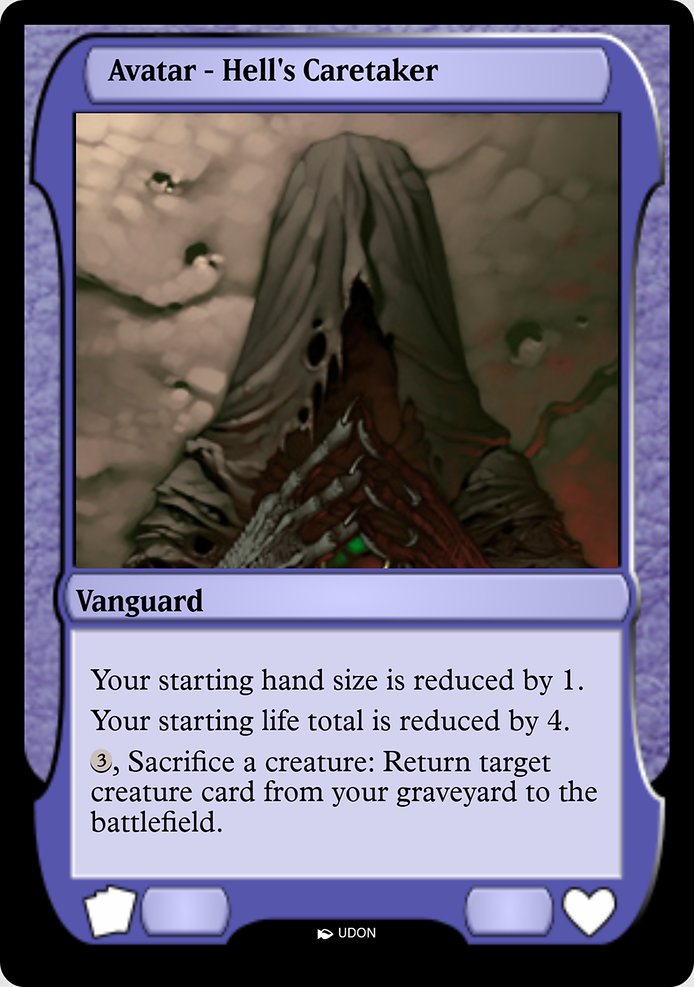 Avatar - Hell's Caretaker
Vanguard
Your starting hand size is reduced by 1.
Your starting life total is reduced by 4.
3, Sacrifice a creature: Return target
creature card from your graveyard to the
battlefield.
UDON